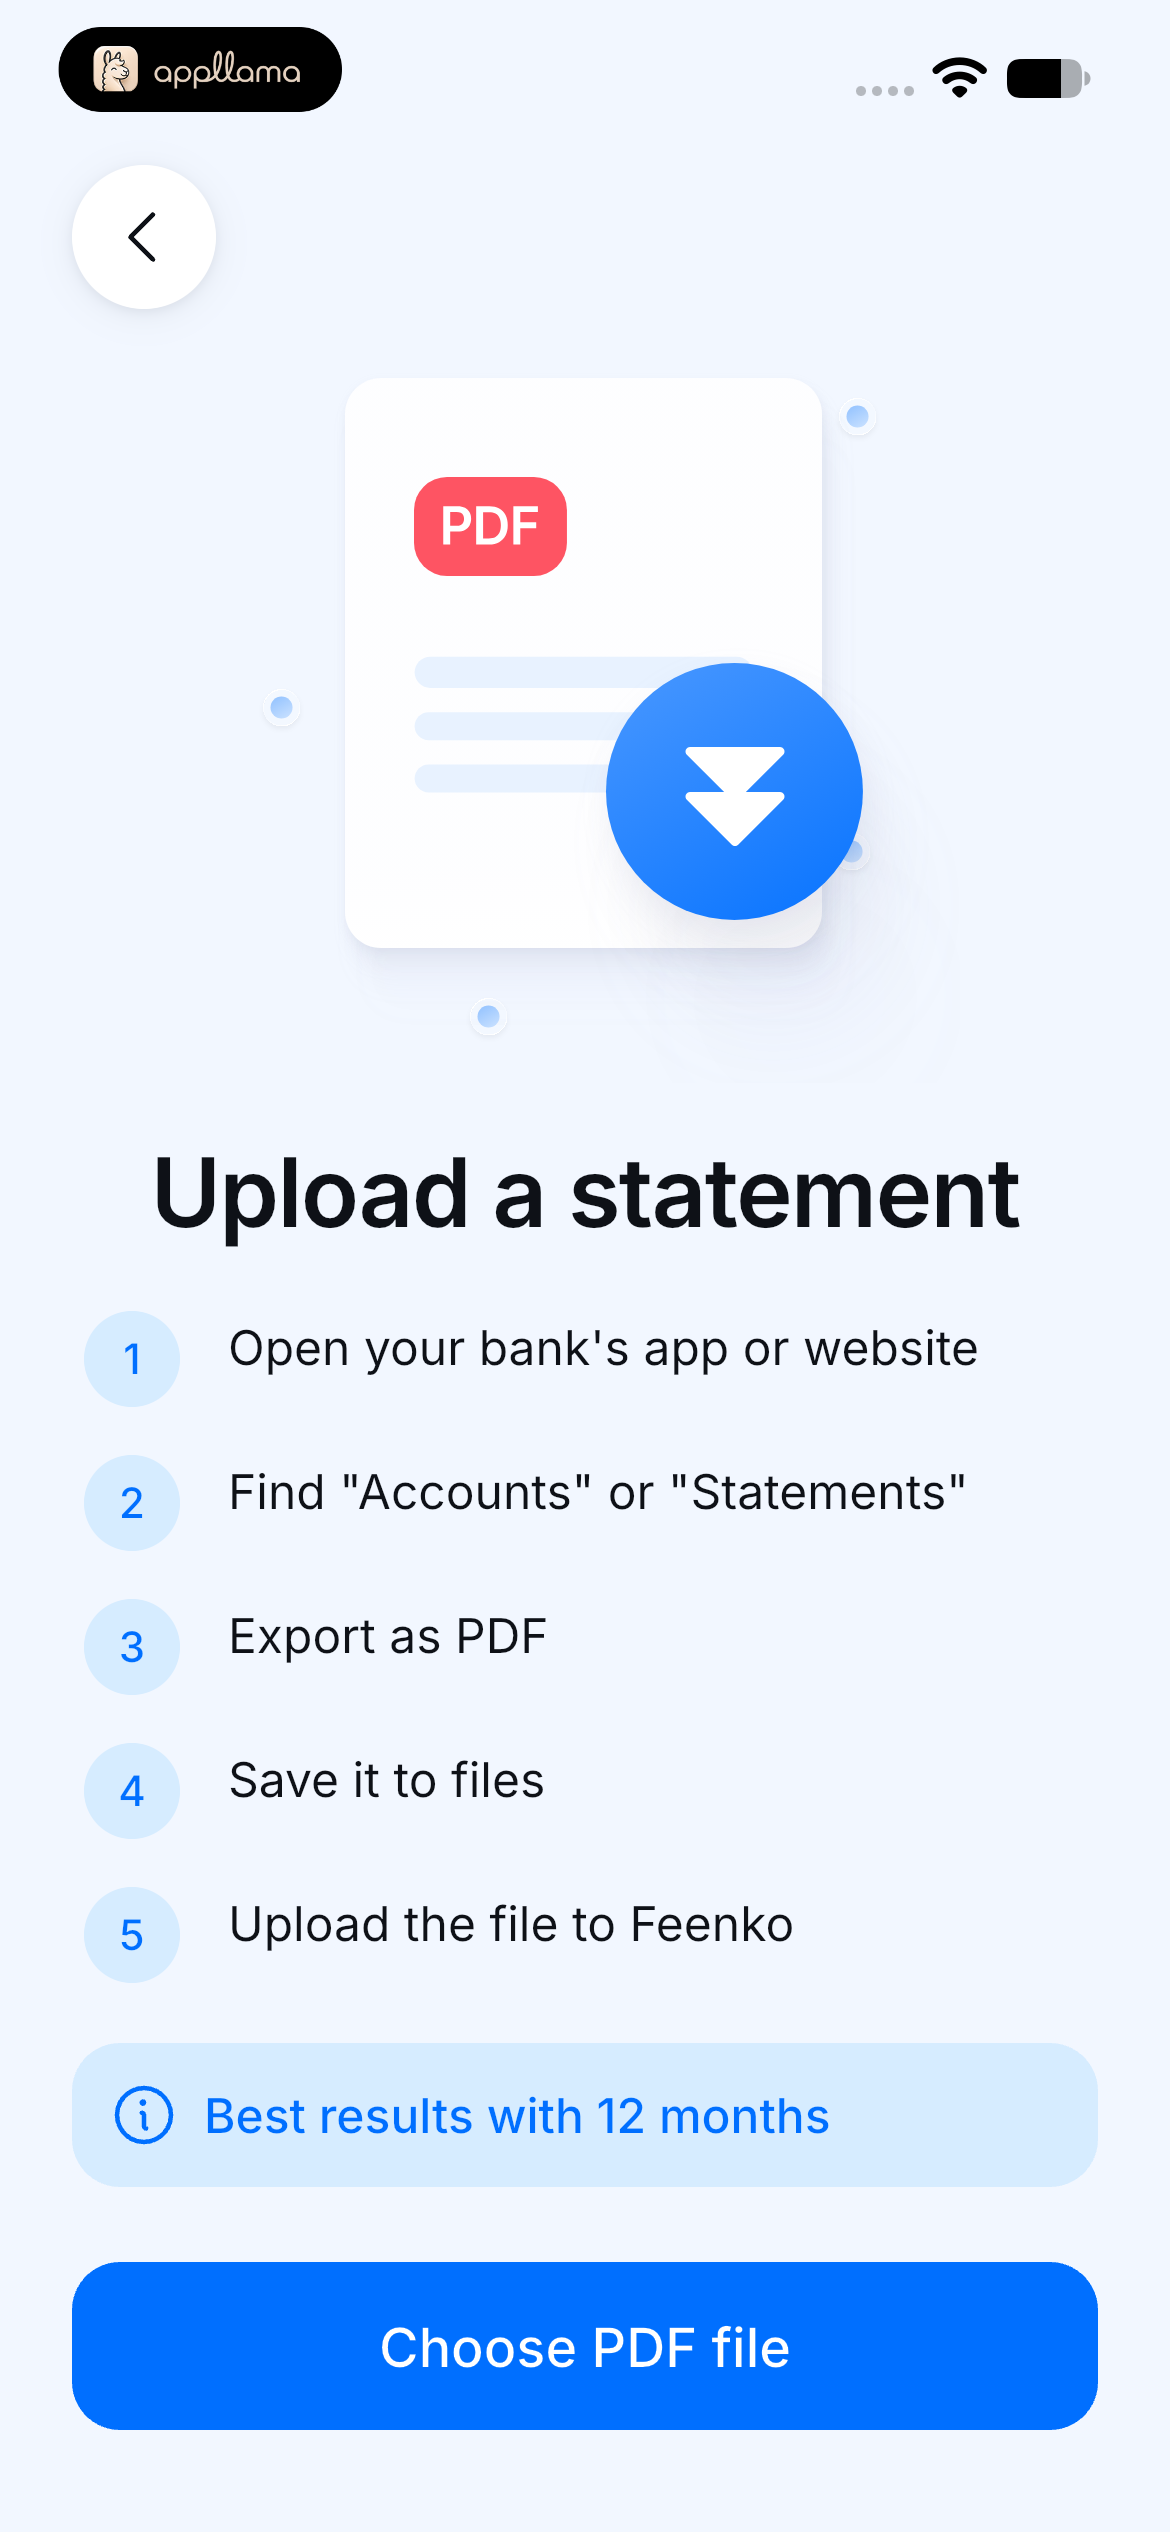 appllama
PDF
Upload a statement
1 Open your bank's app or website
2 Find "Accounts" or "Statements"
3 Export as PDF
4 Save it to files
5 Upload the file to Feenko
Best results with 12 months
Choose PDF file